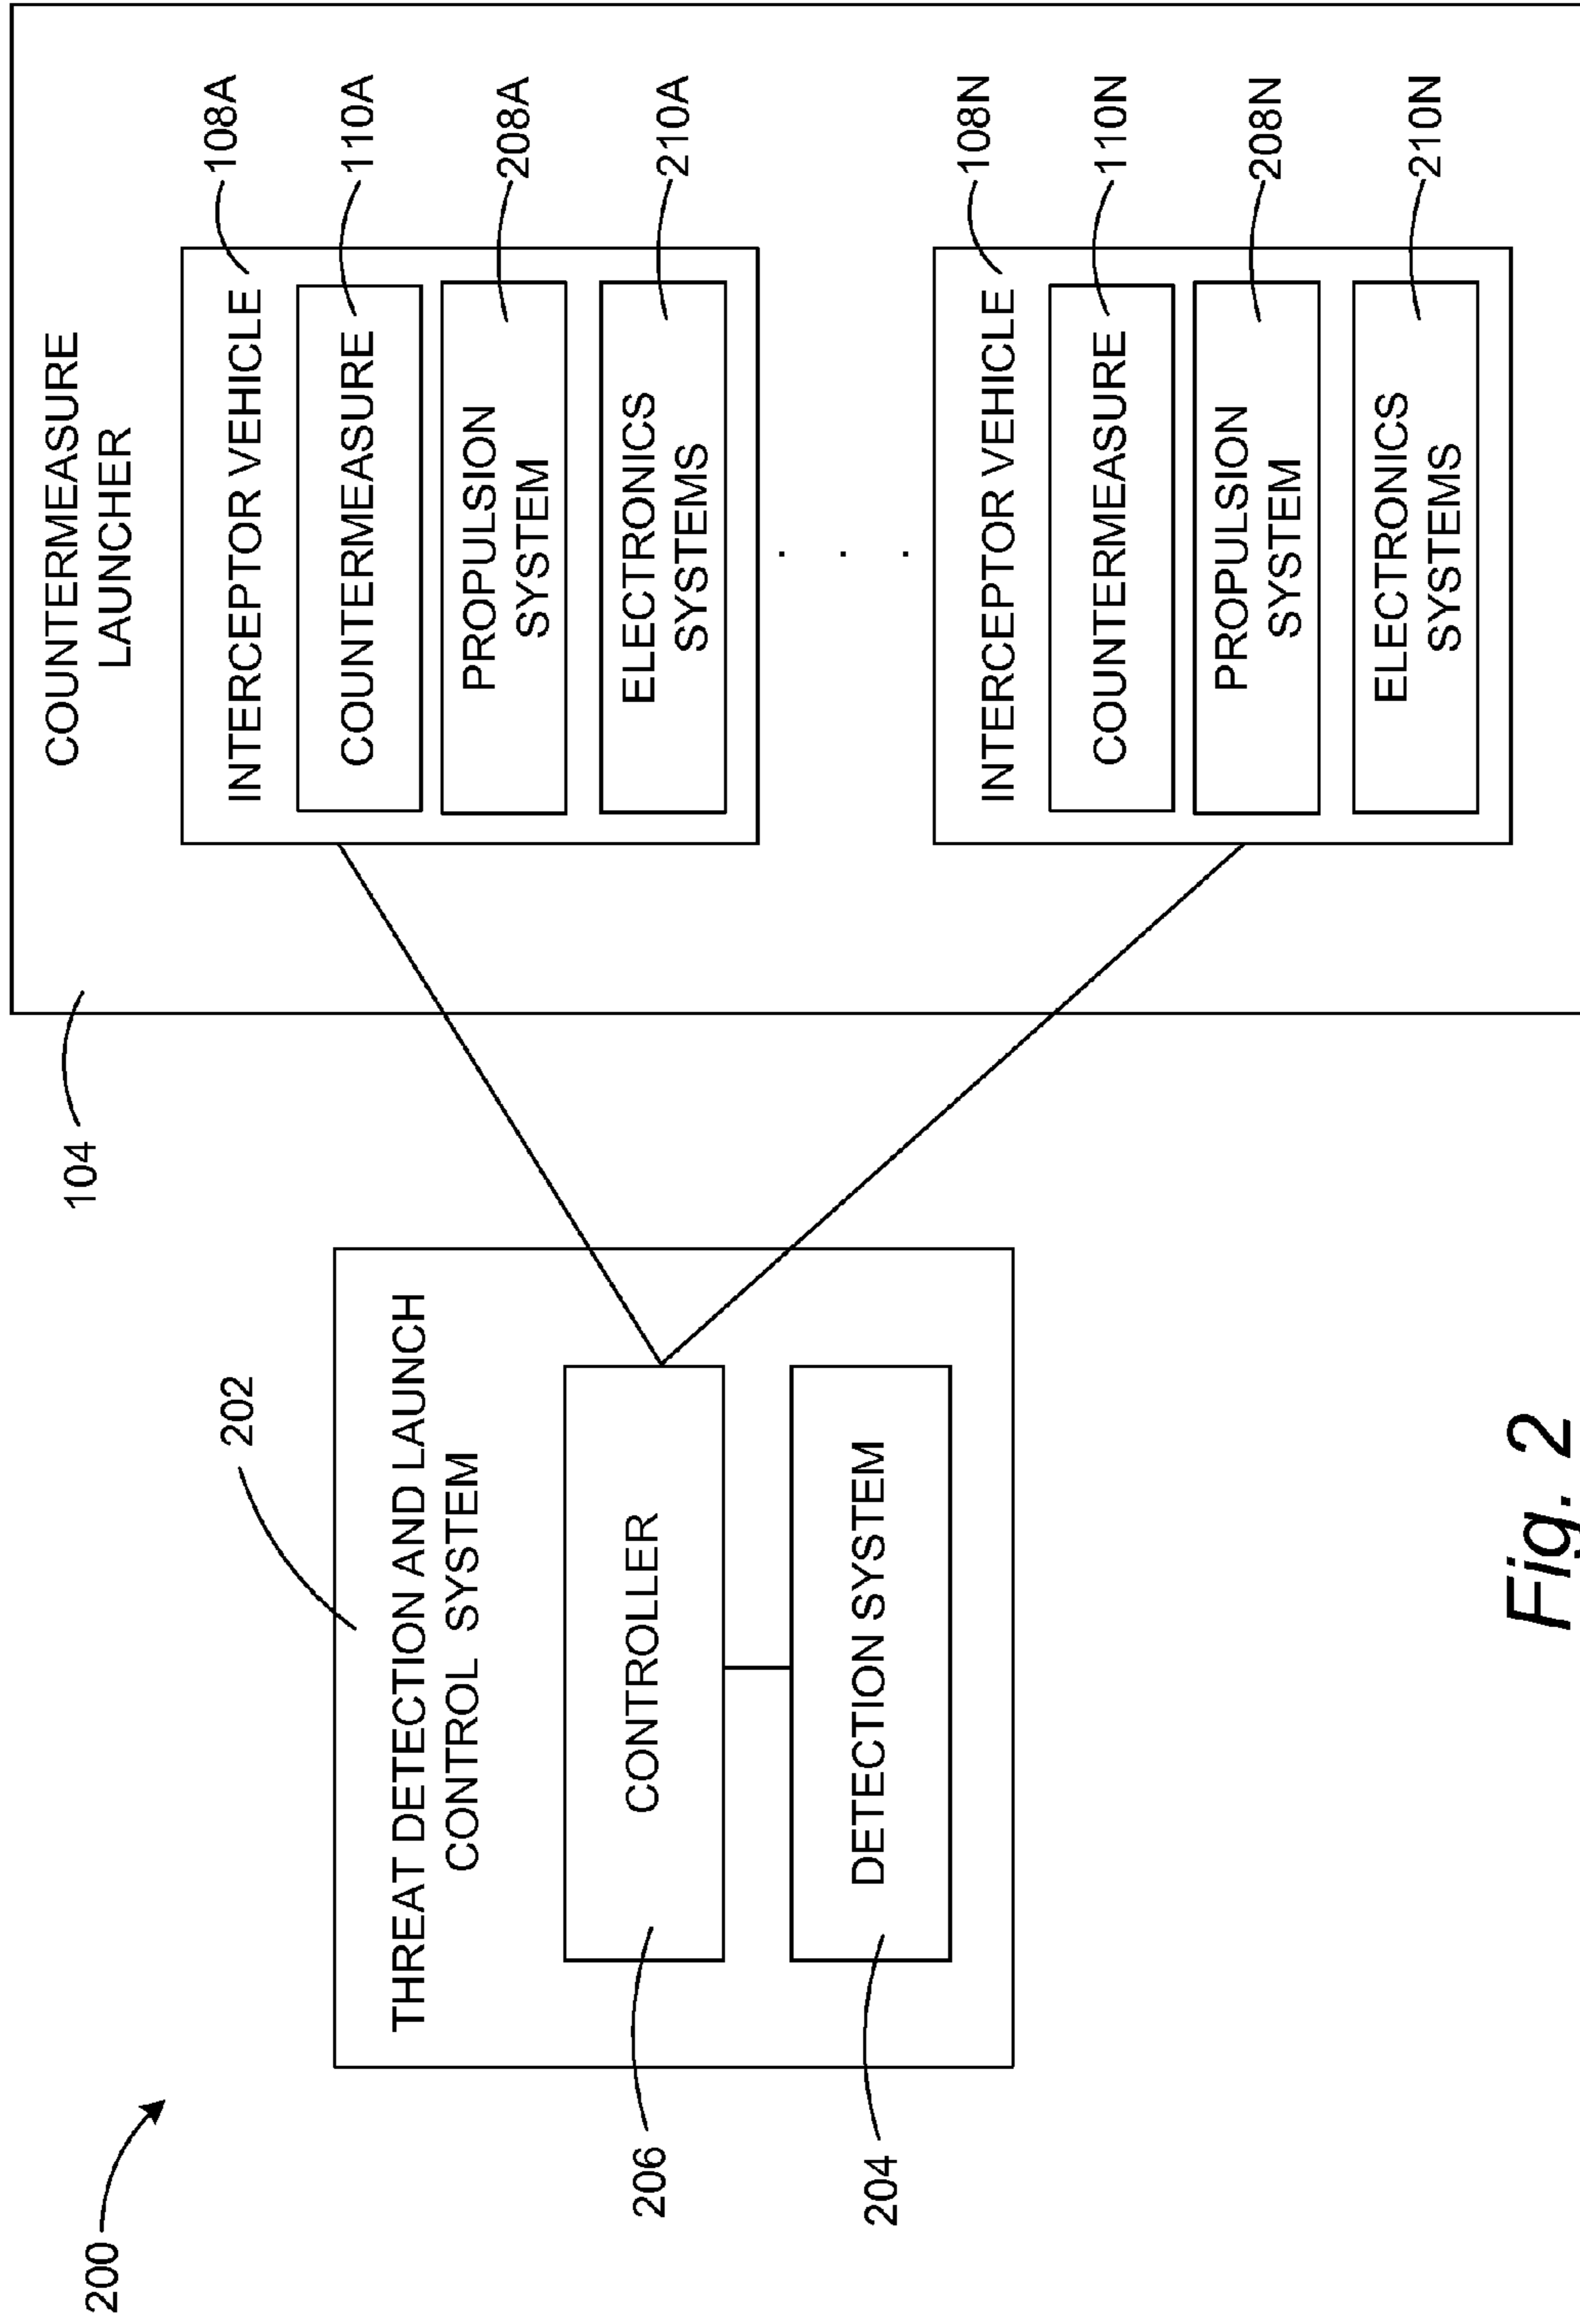 200
202
THREAT DETECTION AND LAUNCH
CONTROL SYSTEM
CONTROLLER
206
DETECTION SYSTEM
204
104
COUNTERMEASURE
LAUNCHER
INTERCEPTOR VEHICLE
108A
COUNTERMEASURE
110A
PROPULSION
SYSTEM
208A
ELECTRONICS
SYSTEMS
210A
. . .
INTERCEPTOR VEHICLE
108N
COUNTERMEASURE
110N
PROPULSION
SYSTEM
208N
ELECTRONICS
SYSTEMS
210N
Fig. 2